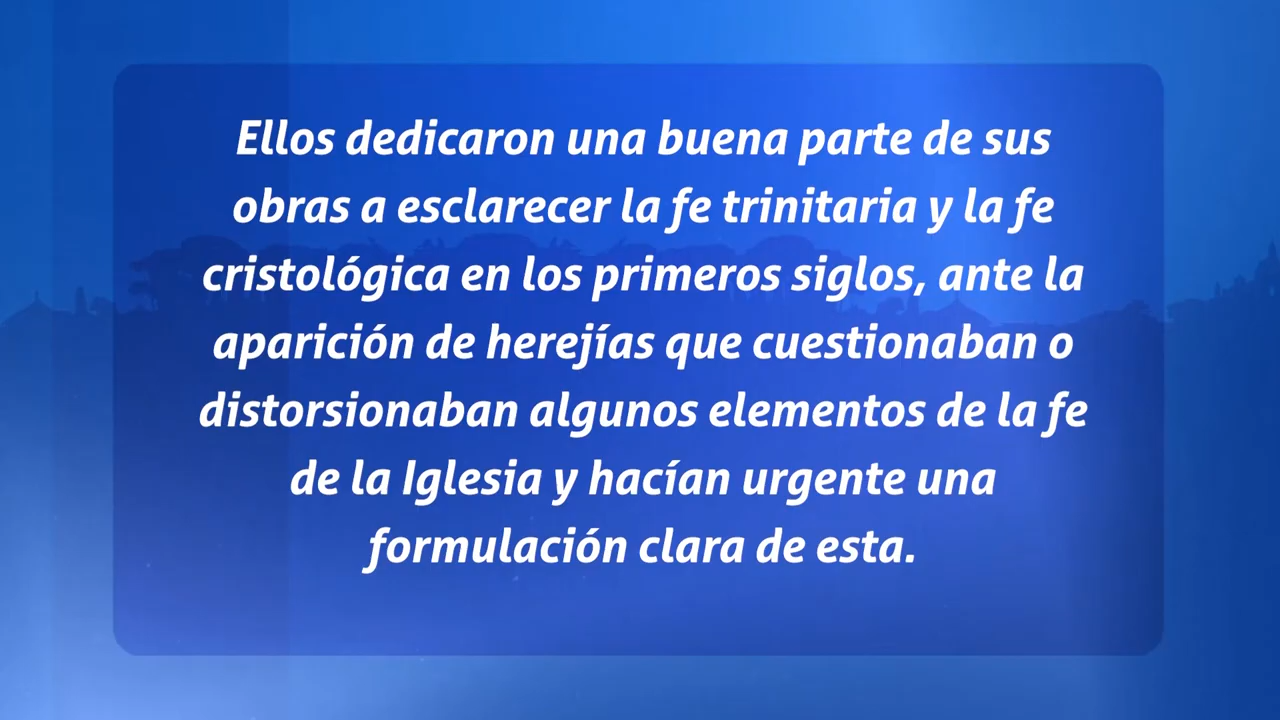 Ellos dedicaron una buena parte de sus
obras a esclarecer la fe trinitaria y la fe
cristológica en los primeros siglos, ante la
aparición de herejías que cuestionaban o
distorsionaban algunos elementos de la fe
de la Iglesia y hacían urgente una
formulación clara de esta.